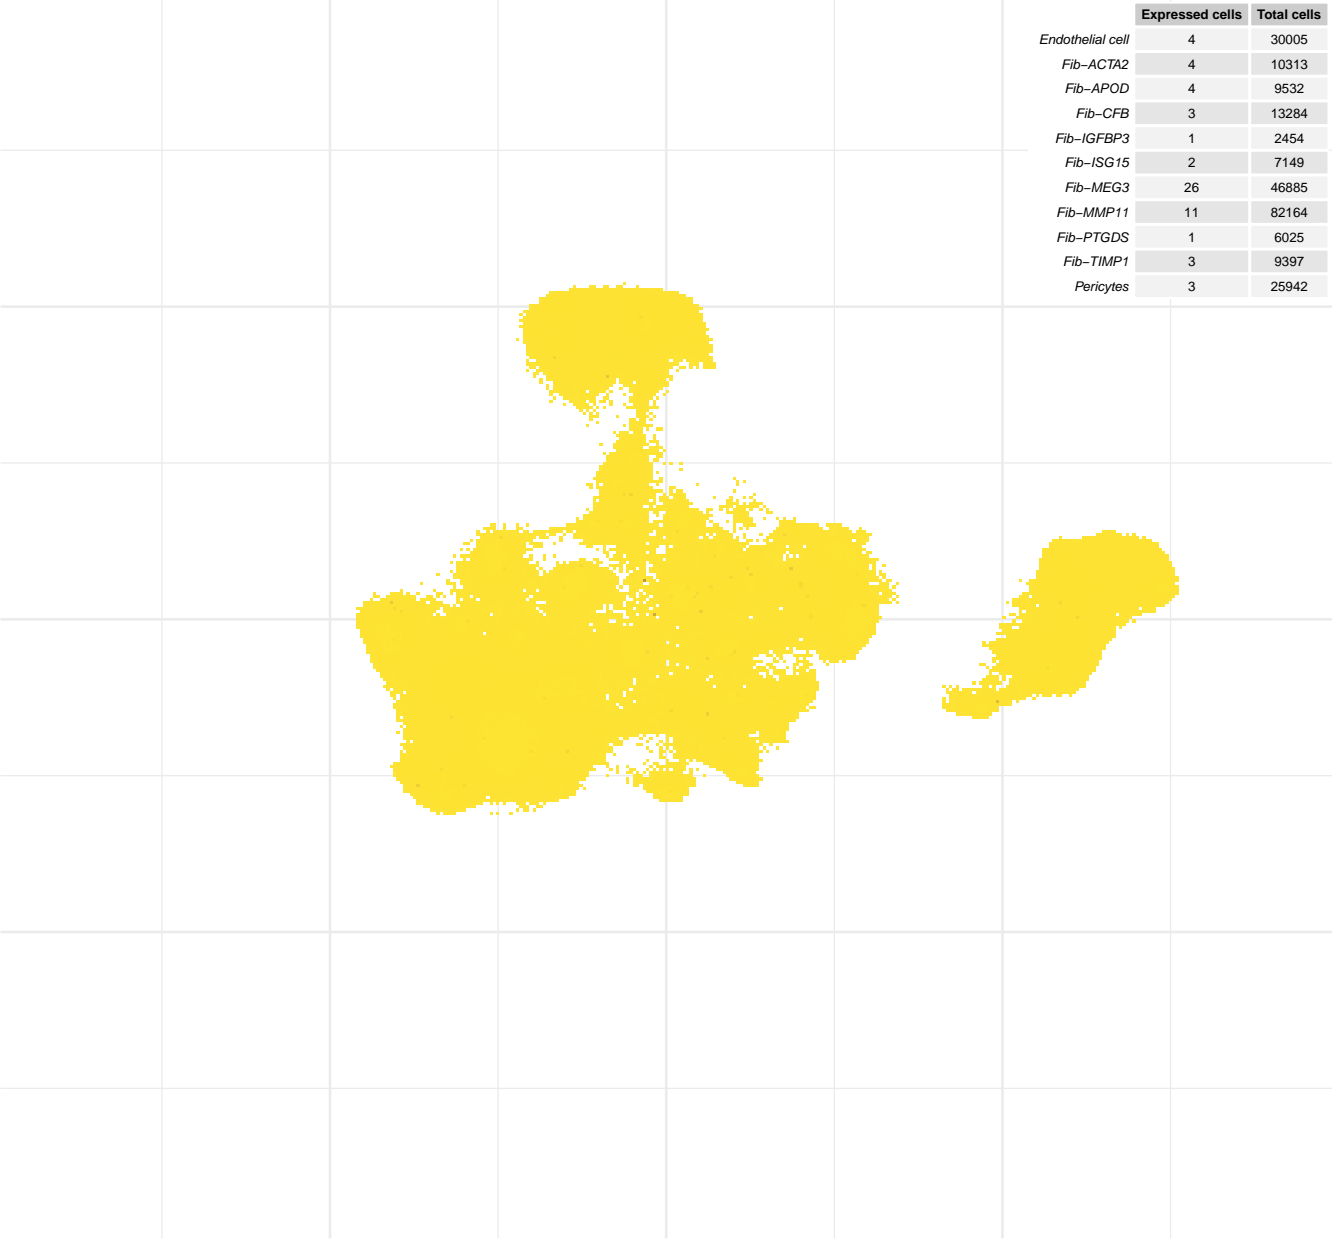 Expressed cells Total cells
Endothelial cell 4 30005
Fib−ACTA2 4 10313
Fib−APOD 4 9532
Fib−CFB 3 13284
Fib−IGFBP3 1 2454
Fib−ISG15 2 7149
Fib−MEG3 26 46885
Fib−MMP11 11 82164
Fib−PTGDS 1 6025
Fib−TIMP1 3 9397
Pericytes 3 25942